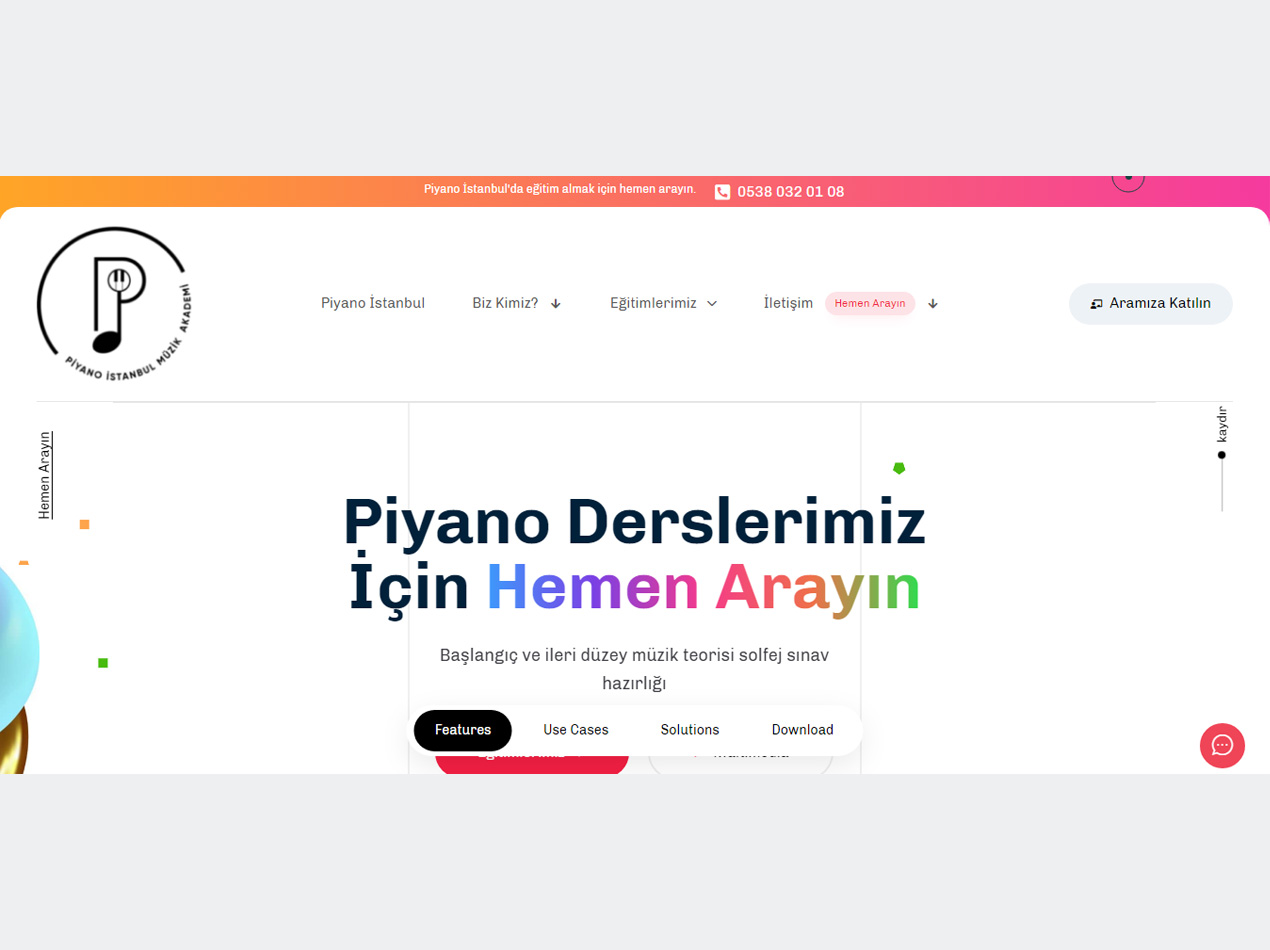 Piyano İstanbul'da eğitim almak için hemen arayın. 0538 032 01 08
PİYANO İSTANBUL MÜZİK AKADEMİ
Piyano İstanbul Biz Kimiz? Eğitimlerimiz İletişim Hemen Arayın Aramıza Katılın
Hemen Arayın
kaydır
Piyano Derslerimiz
İçin Hemen Arayın
Başlangıç ve ileri düzey müzik teorisi solfej sınav
hazırlığı
Features Use Cases Solutions Download